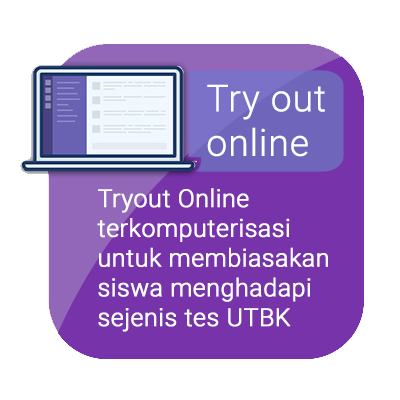 Try out
online
Tryout Online
terkomputerisasi
untuk membiasakan
siswa menghadapi
sejenis tes UTBK